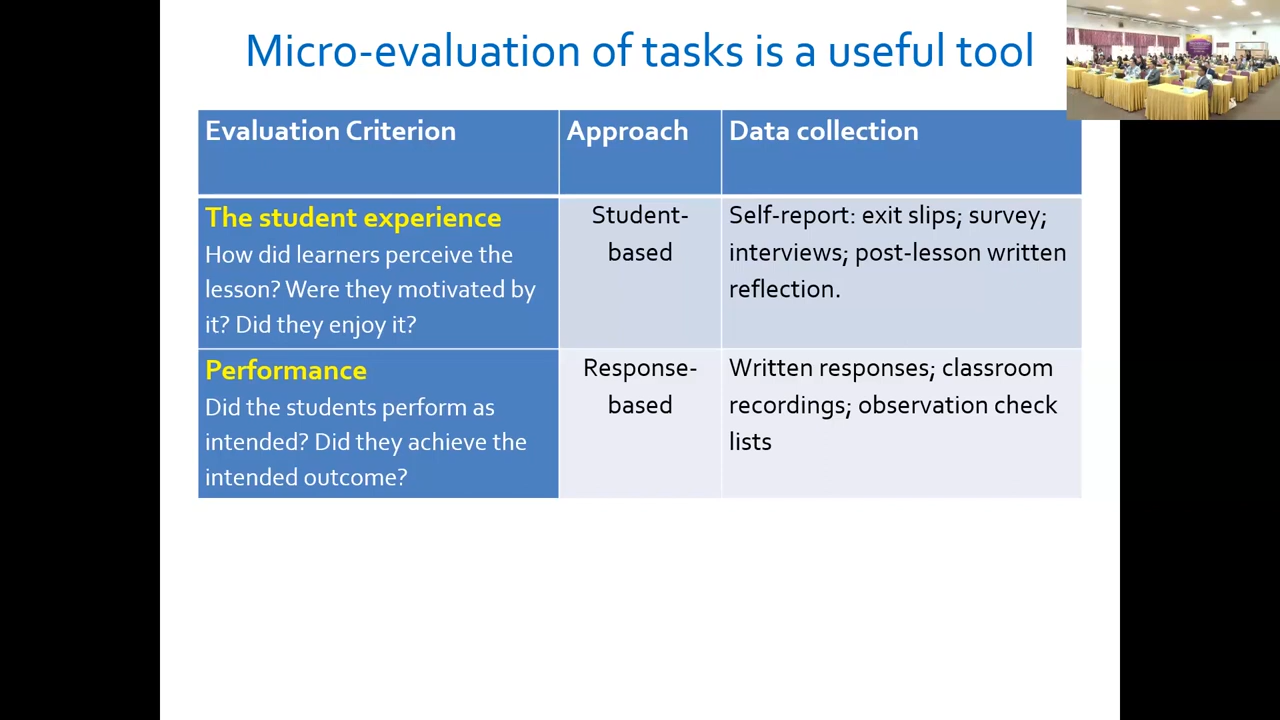 Micro-evaluation of tasks is a useful tool
Evaluation Criterion
Approach
Data collection
The student experience
How did learners perceive the
lesson? Were they motivated by
it? Did they enjoy it?
Student-
based
Self-report: exit slips; survey;
interviews; post-lesson written
reflection.
Performance
Did the students perform as
intended? Did they achieve the
intended outcome?
Response-
based
Written responses; classroom
recordings; observation check
lists